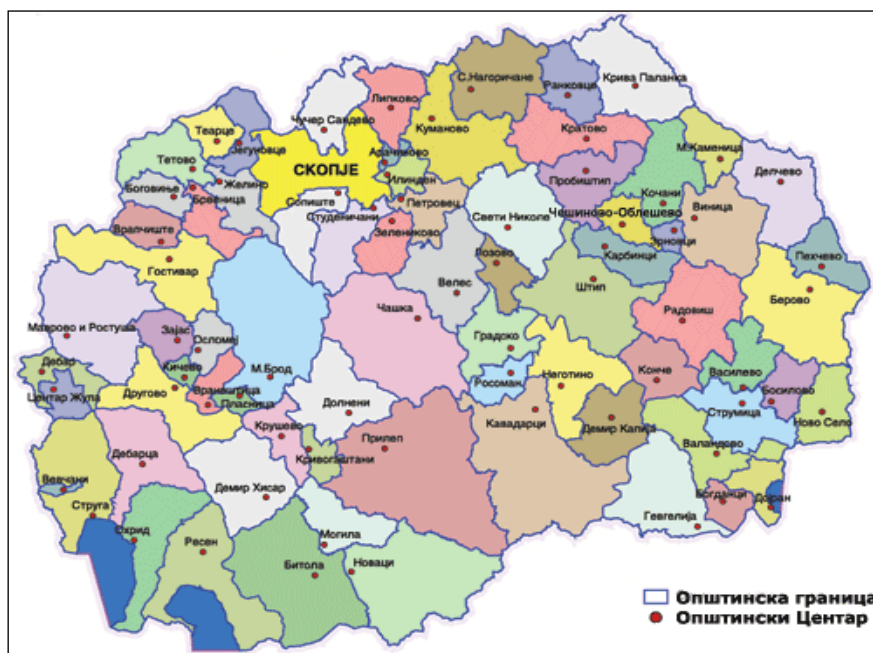 С.Нагоричане
Ранковце
Крива Паланка
Липково
Чучер Сандево
Куманово
Теарце
Јегуновце
Кратово
Арачиново
М.Каменица
СКОПЈЕ
Тетово
Илинден
Пробиштип
Делчево
Боговиње
Желино
Брвеница
Сопиште
Петровец
Кочани
Студеничани
Свети Николе
Чешиново-Облешево
Виница
Врапчиште
Зелениково
Зрновци
Гостивар
Лозово
Карбинци
Пехчево
Велес
Штип
Берово
Чашка
Радовиш
Маврово и Ростуша
Зајас
Осломеј
Градско
Дебар
Кичево
М.Брод
Росоман
Неготино
Конче
Василево
Центар Жупа
Другово
Вранештица
Пласница
Босилово
Долнени
Струмица
Крушево
Кавадарци
Демир Капија
Ново Село
Дебарца
Кривогаштани
Прилеп
Валандово
Вевчани
Демир Хисар
Струга
Богданци
Дојран
Охрид
Ресен
Могила
Гевгелија
Битола
Новаци
Општинска граница
Општински Центар